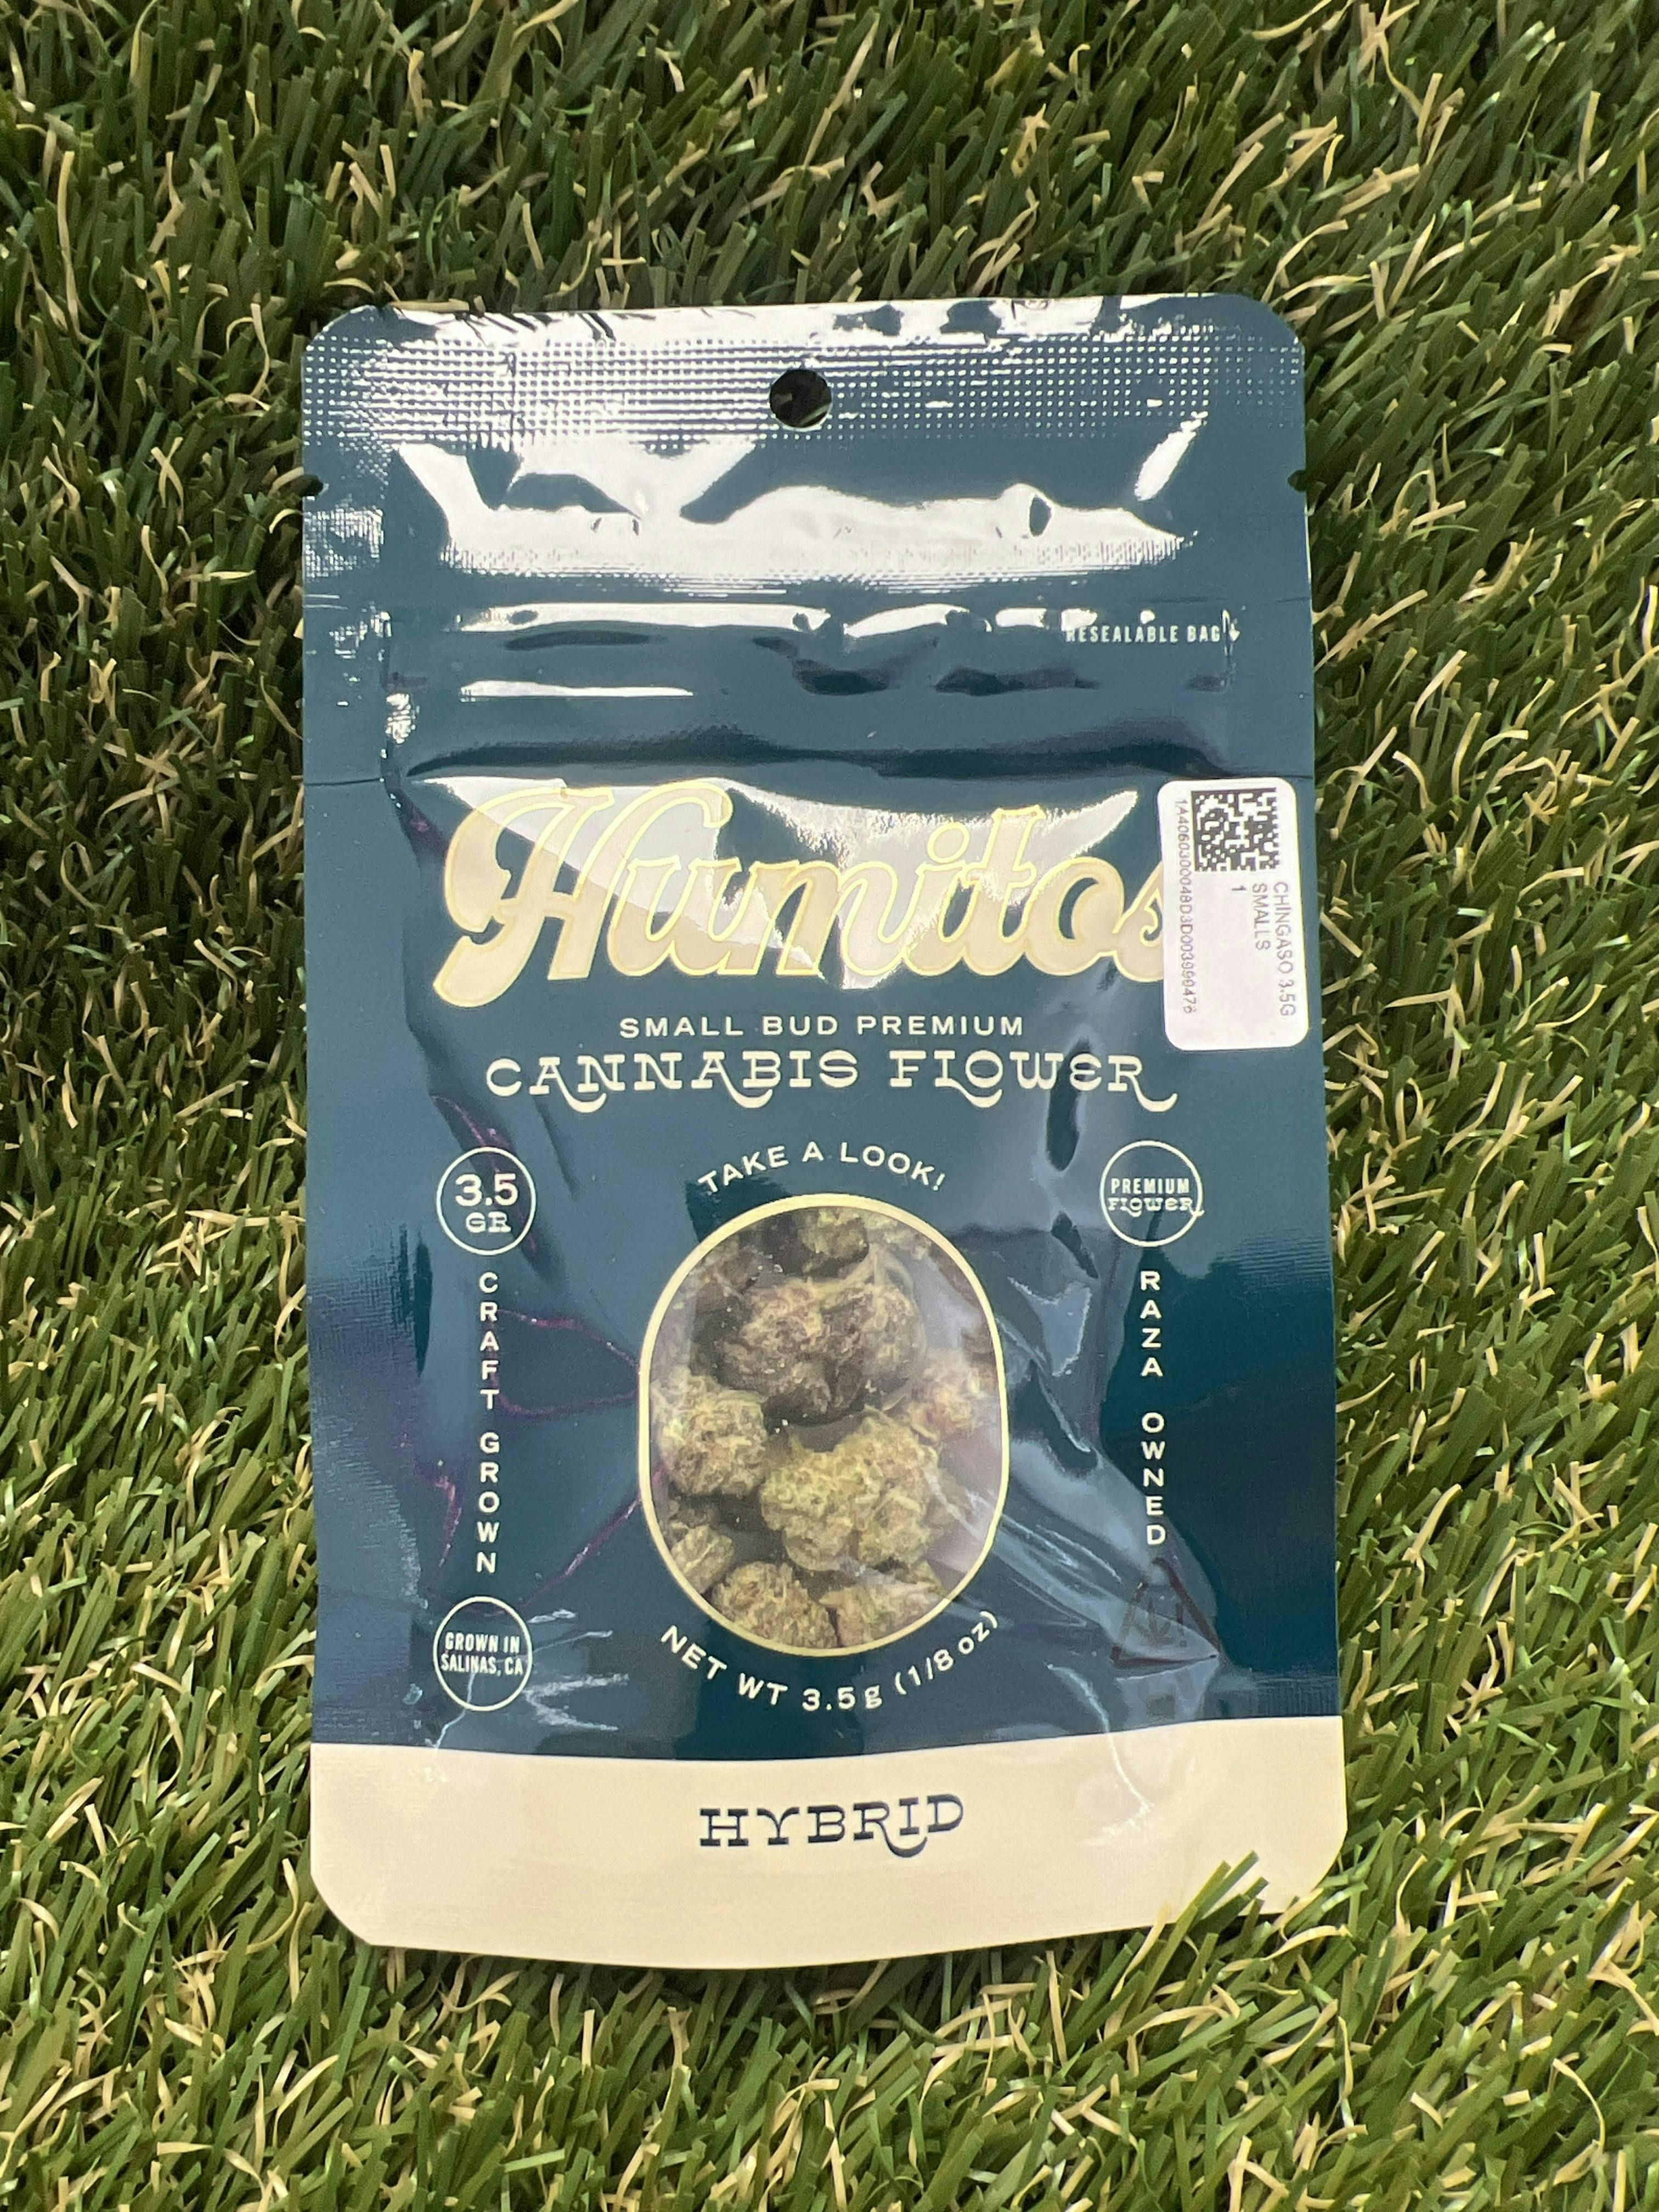 RESEALABLE BAG
Humitos
CHINGASO 3.5G
SMALLS
1
SMALL BUD PREMIUM
CANNABIS FLOWER
TAKE A LOOK!
3.5
GR
PREMIUM
FLOWER
CRAFT GROWN
RAZA OWNED
GROWN IN
SALINAS, CA
NET WT 3.5g (1/8 oz)
HYBRID